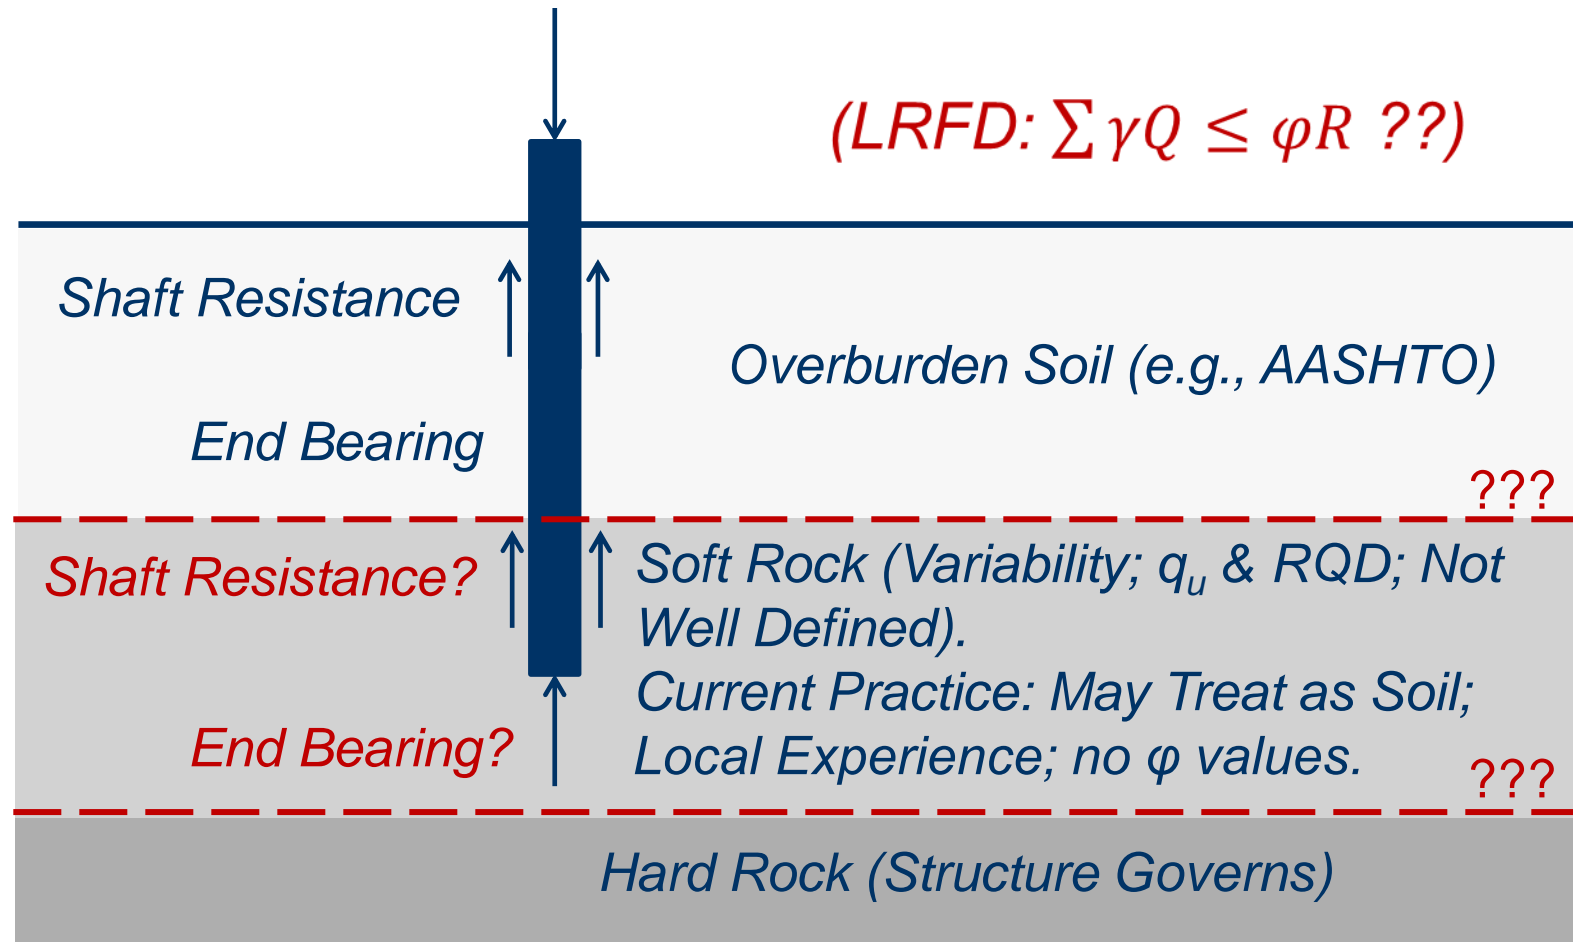 (LRFD: ∑ γQ ≤ φR ??)
Shaft Resistance
Overburden Soil (e.g., AASHTO)
End Bearing
???
Shaft Resistance?
Soft Rock (Variability; qu & RQD; Not
Well Defined).
Current Practice: May Treat as Soil;
End Bearing?
Local Experience; no φ values.
???
Hard Rock (Structure Governs)